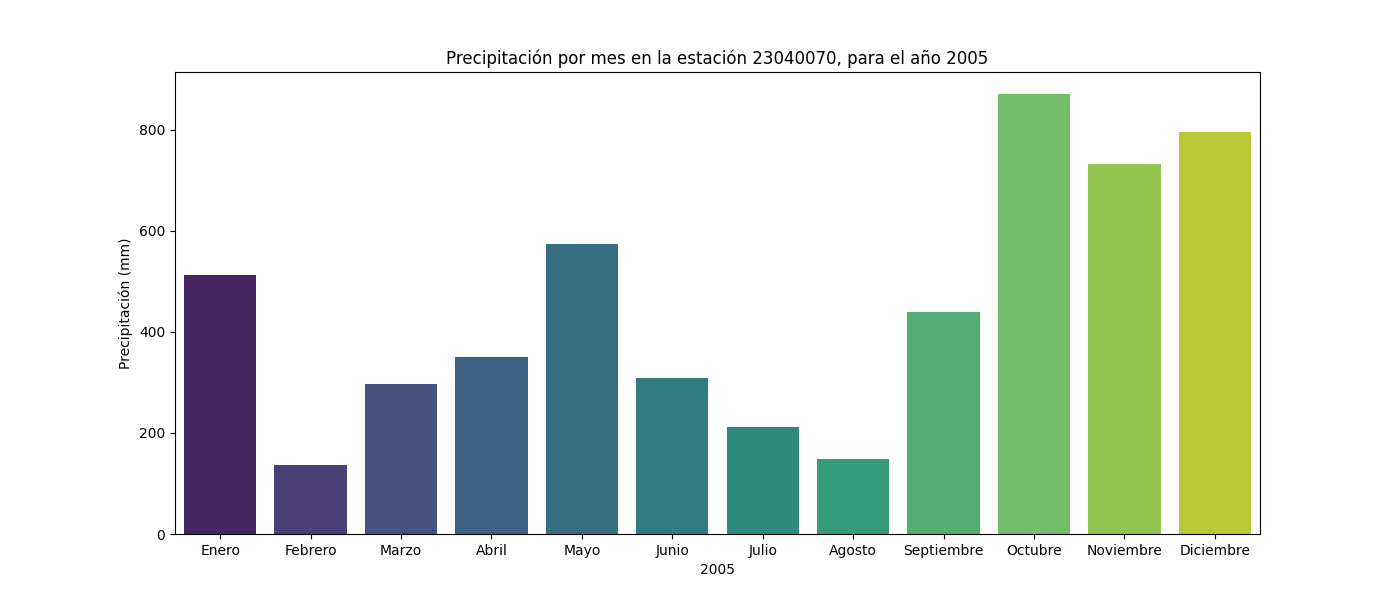 Precipitación por mes en la estación 23040070, para el año 2005
Precipitación (mm)
800
600
400
200
0
Enero Febrero Marzo Abril Mayo Junio Julio Agosto Septiembre Octubre Noviembre Diciembre
2005